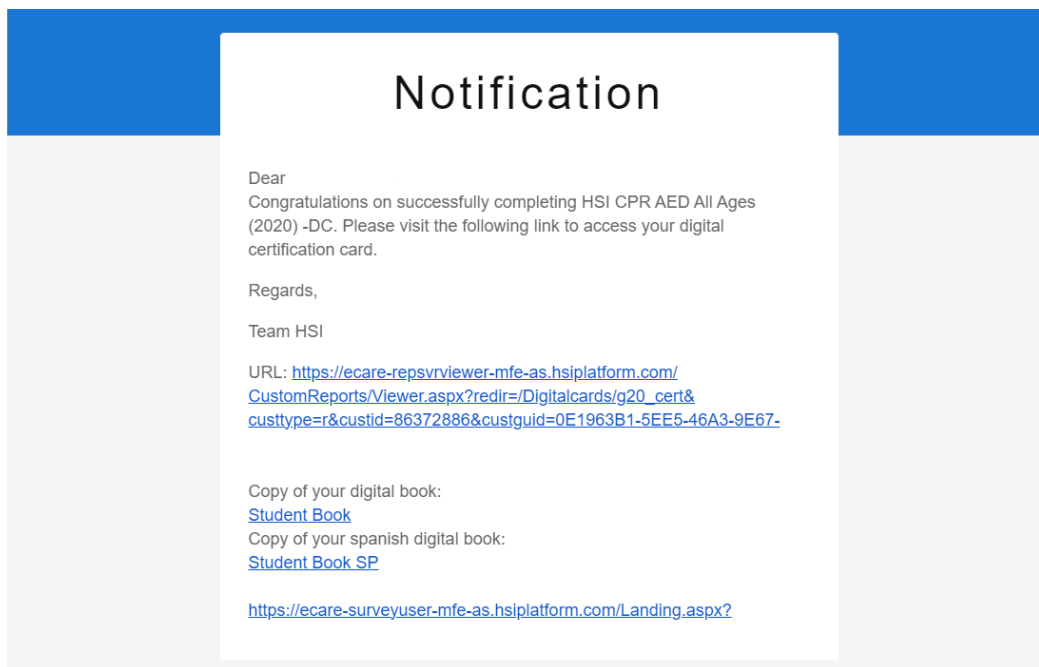 Notification
Dear
Congratulations on successfully completing HSI CPR AED All Ages
(2020) -DC. Please visit the following link to access your digital
certification card.
Regards,
Team HSI
URL: https://ecare-repsvrviewer-mfe-as.hsiplatform.com/
CustomReports/Viewer.aspx?redir=/Digitalcards/g20_cert&
custtype=r&custid=86372886&custguid=0E1963B1-5EE5-46A3-9E67-
Copy of your digital book:
Student Book
Copy of your spanish digital book:
Student Book SP
https://ecare-surveyuser-mfe-as.hsiplatform.com/Landing.aspx?